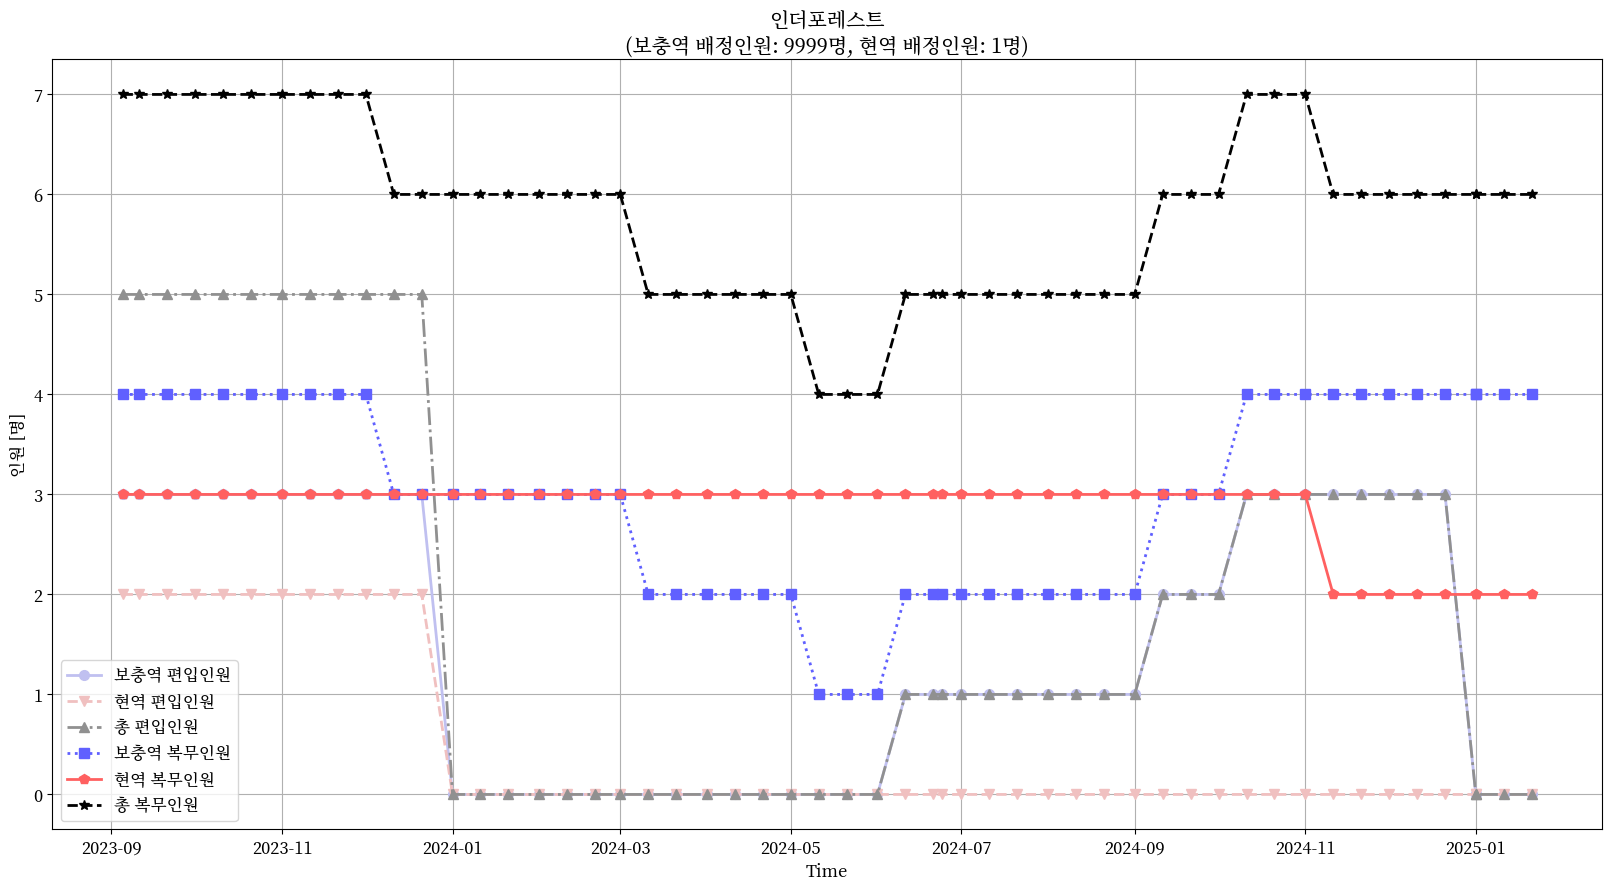 인더포레스트
(보충역 배정인원: 9999명, 현역 배정인원: 1명)
인원 [명]
7
6
5
4
3
2
1
0
보충역 편입인원
현역 편입인원
총 편입인원
보충역 복무인원
현역 복무인원
총 복무인원
2023-09
2023-11
2024-01
2024-03
2024-05
2024-07
2024-09
2024-11
2025-01
Time